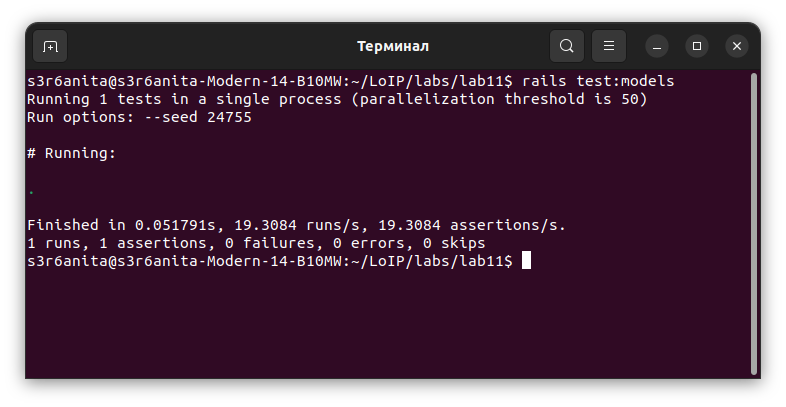 Терминал
s3r6anita@s3r6anita-Modern-14-B10MW:~/LoIP/labs/lab11$ rails test:models
Running 1 tests in a single process (parallelization threshold is 50)
Run options: --seed 24755
# Running:
.
Finished in 0.051791s, 19.3084 runs/s, 19.3084 assertions/s.
1 runs, 1 assertions, 0 failures, 0 errors, 0 skips
s3r6anita@s3r6anita-Modern-14-B10MW:~/LoIP/labs/lab11$